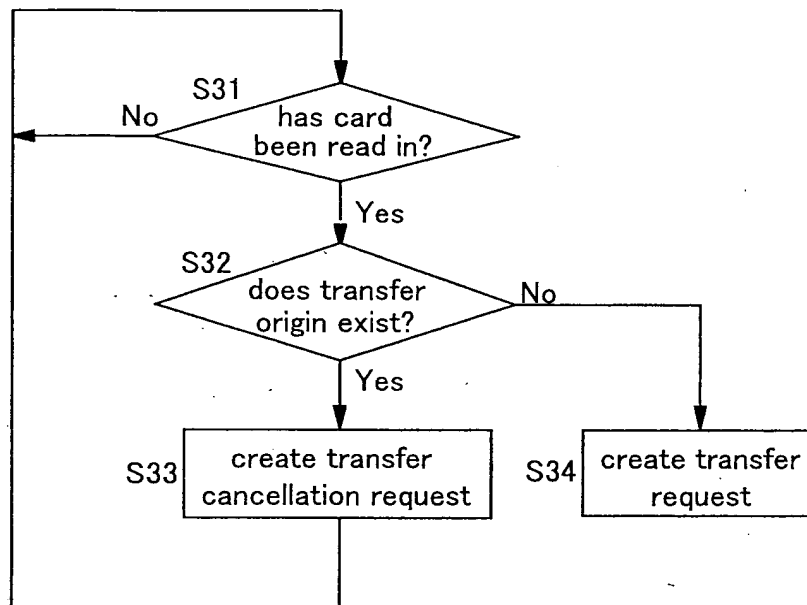 S31
No
has card
been read in?
Yes
S32
does transfer
origin exist?
No
Yes
S33
create transfer
cancellation request
S34
create transfer
request